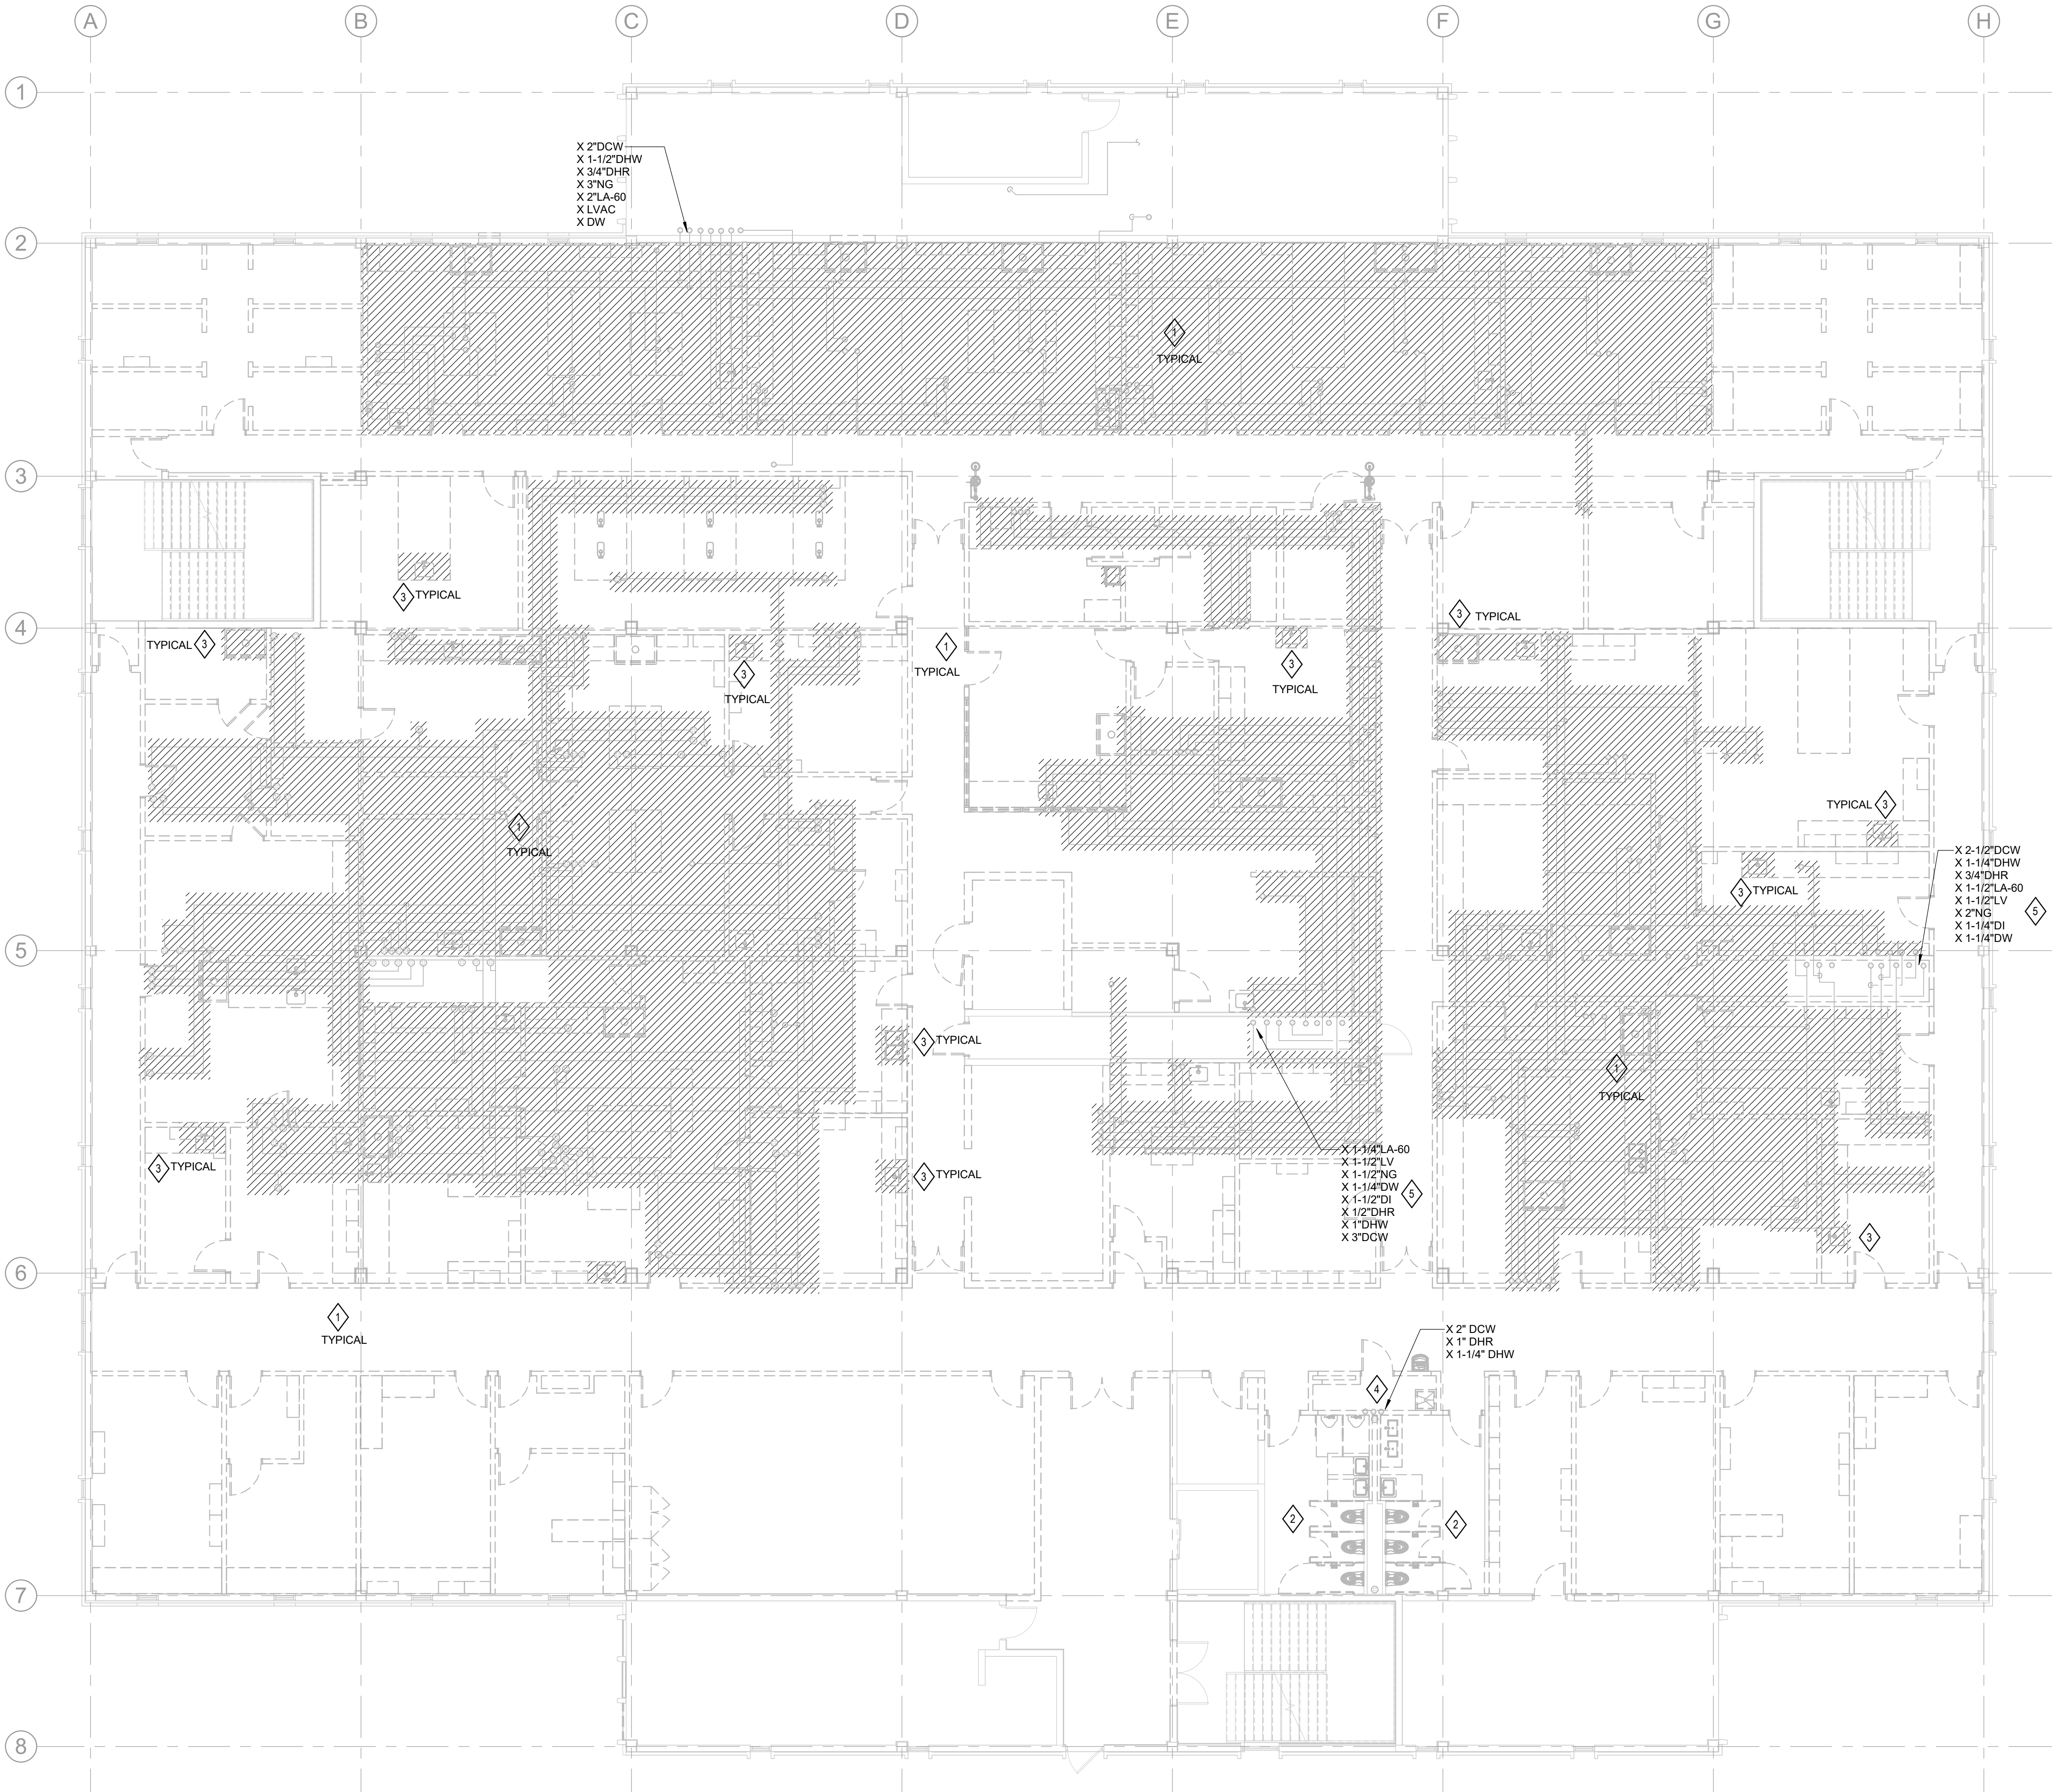 A
B
C
D
E
F
G
H
1
X 2"DCW
X 1-1/2"DHW
X 3/4"DHR
X 3"NG
X 2"LA-60
X LVAC
X DW
2
1
TYPICAL
3
3 TYPICAL
3 TYPICAL
4
TYPICAL 3
1
TYPICAL
3
TYPICAL
3
TYPICAL
TYPICAL 3
1
TYPICAL
X 2-1/2"DCW
X 1-1/4"DHW
X 3/4"DHR
X 1-1/2"LA-60
X 1-1/2"LV
X 2"NG
X 1-1/4"DI
X 1-1/4"DW
5
3 TYPICAL
5
3 TYPICAL
1
TYPICAL
X 1-1/4"LA-60
X 1-1/2"LV
X 1-1/2"NG
X 1-1/4"DW
X 1-1/2"DI
X 1/2"DHR
X 1"DHW
X 3"DCW
5
3 TYPICAL
3 TYPICAL
3
6
1
TYPICAL
X 2" DCW
X 1" DHR
X 1-1/4" DHW
4
2
2
7
8